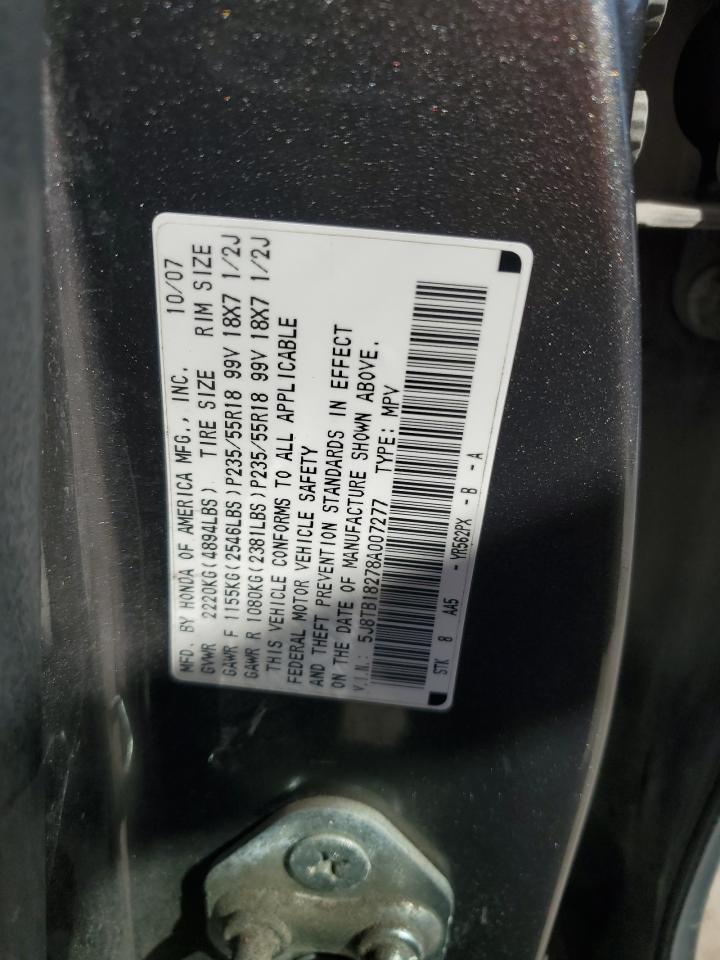 MFD. BY HONDA OF AMERICA MFG., INC. 10/07
GVWR 2220KG(4894LBS) TIRE SIZE RIM SIZE
GAWR F 1155KG(2546LBS)P235/55R18 99V 18X7 1/2J
GAWR R 1080KG(2381LBS)P235/55R18 99V 18X7 1/2J
THIS VEHICLE CONFORMS TO ALL APPLICABLE
FEDERAL MOTOR VEHICLE SAFETY
AND THEFT PREVENTION STANDARDS IN EFFECT
ON THE DATE OF MANUFACTURE SHOWN ABOVE.
V.I.N.: 5J8TB18278A007277 TYPE: MPV
STK 8 AA5 - YR562PX - B - A